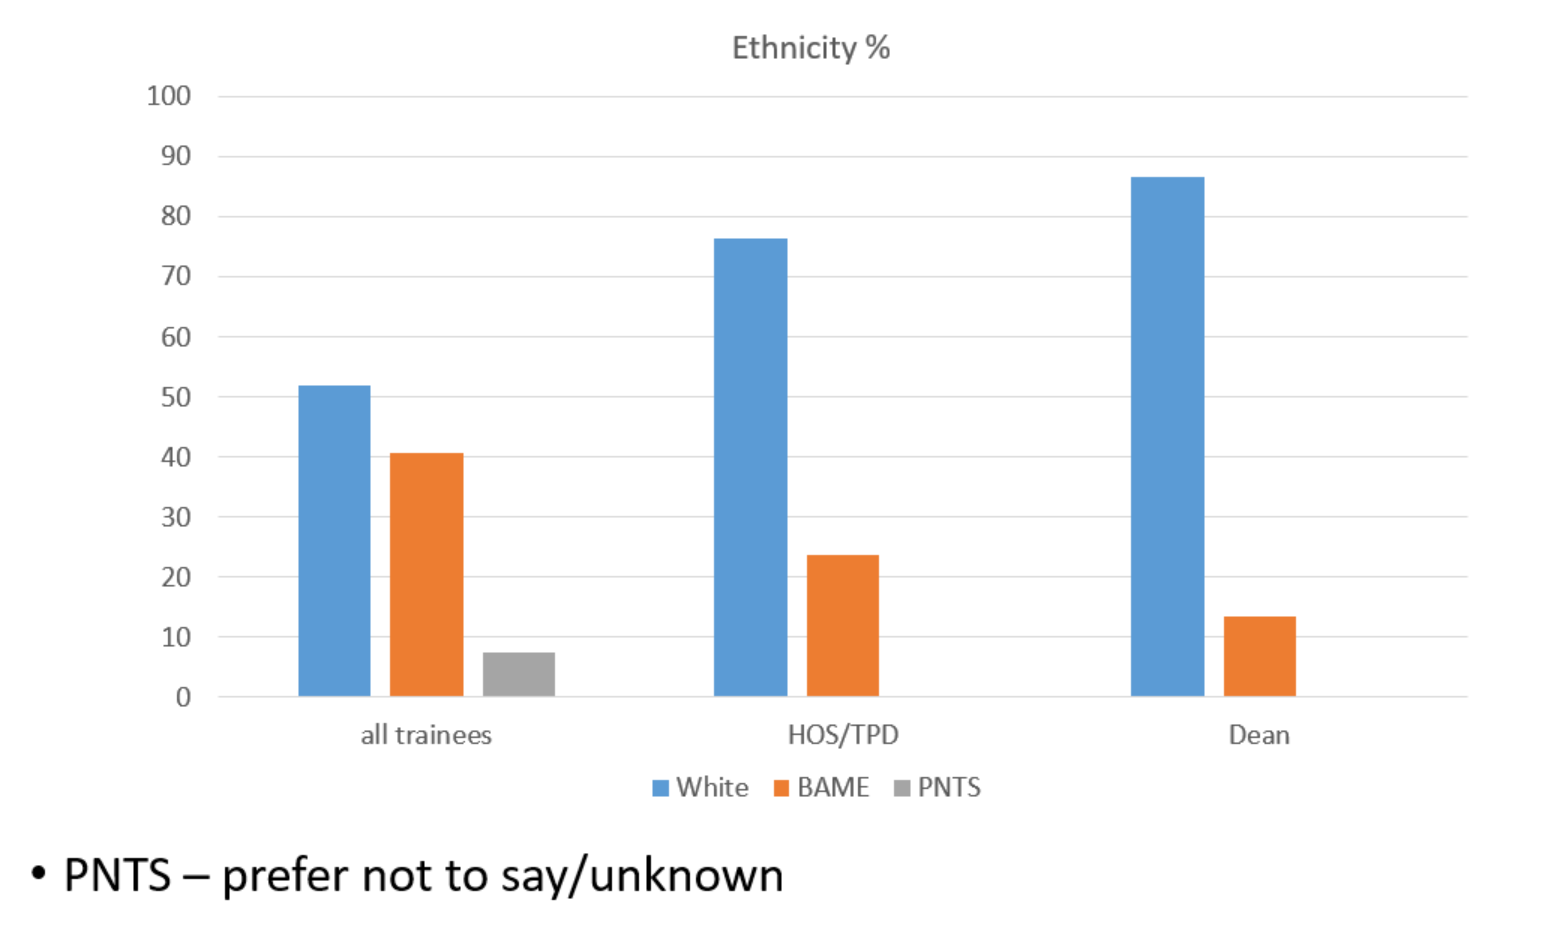 Ethnicity %
100
90
80
70
60
50
40
30
20
10
0
all trainees HOS/TPD Dean
White BAME PNTS
• PNTS – prefer not to say/unknown